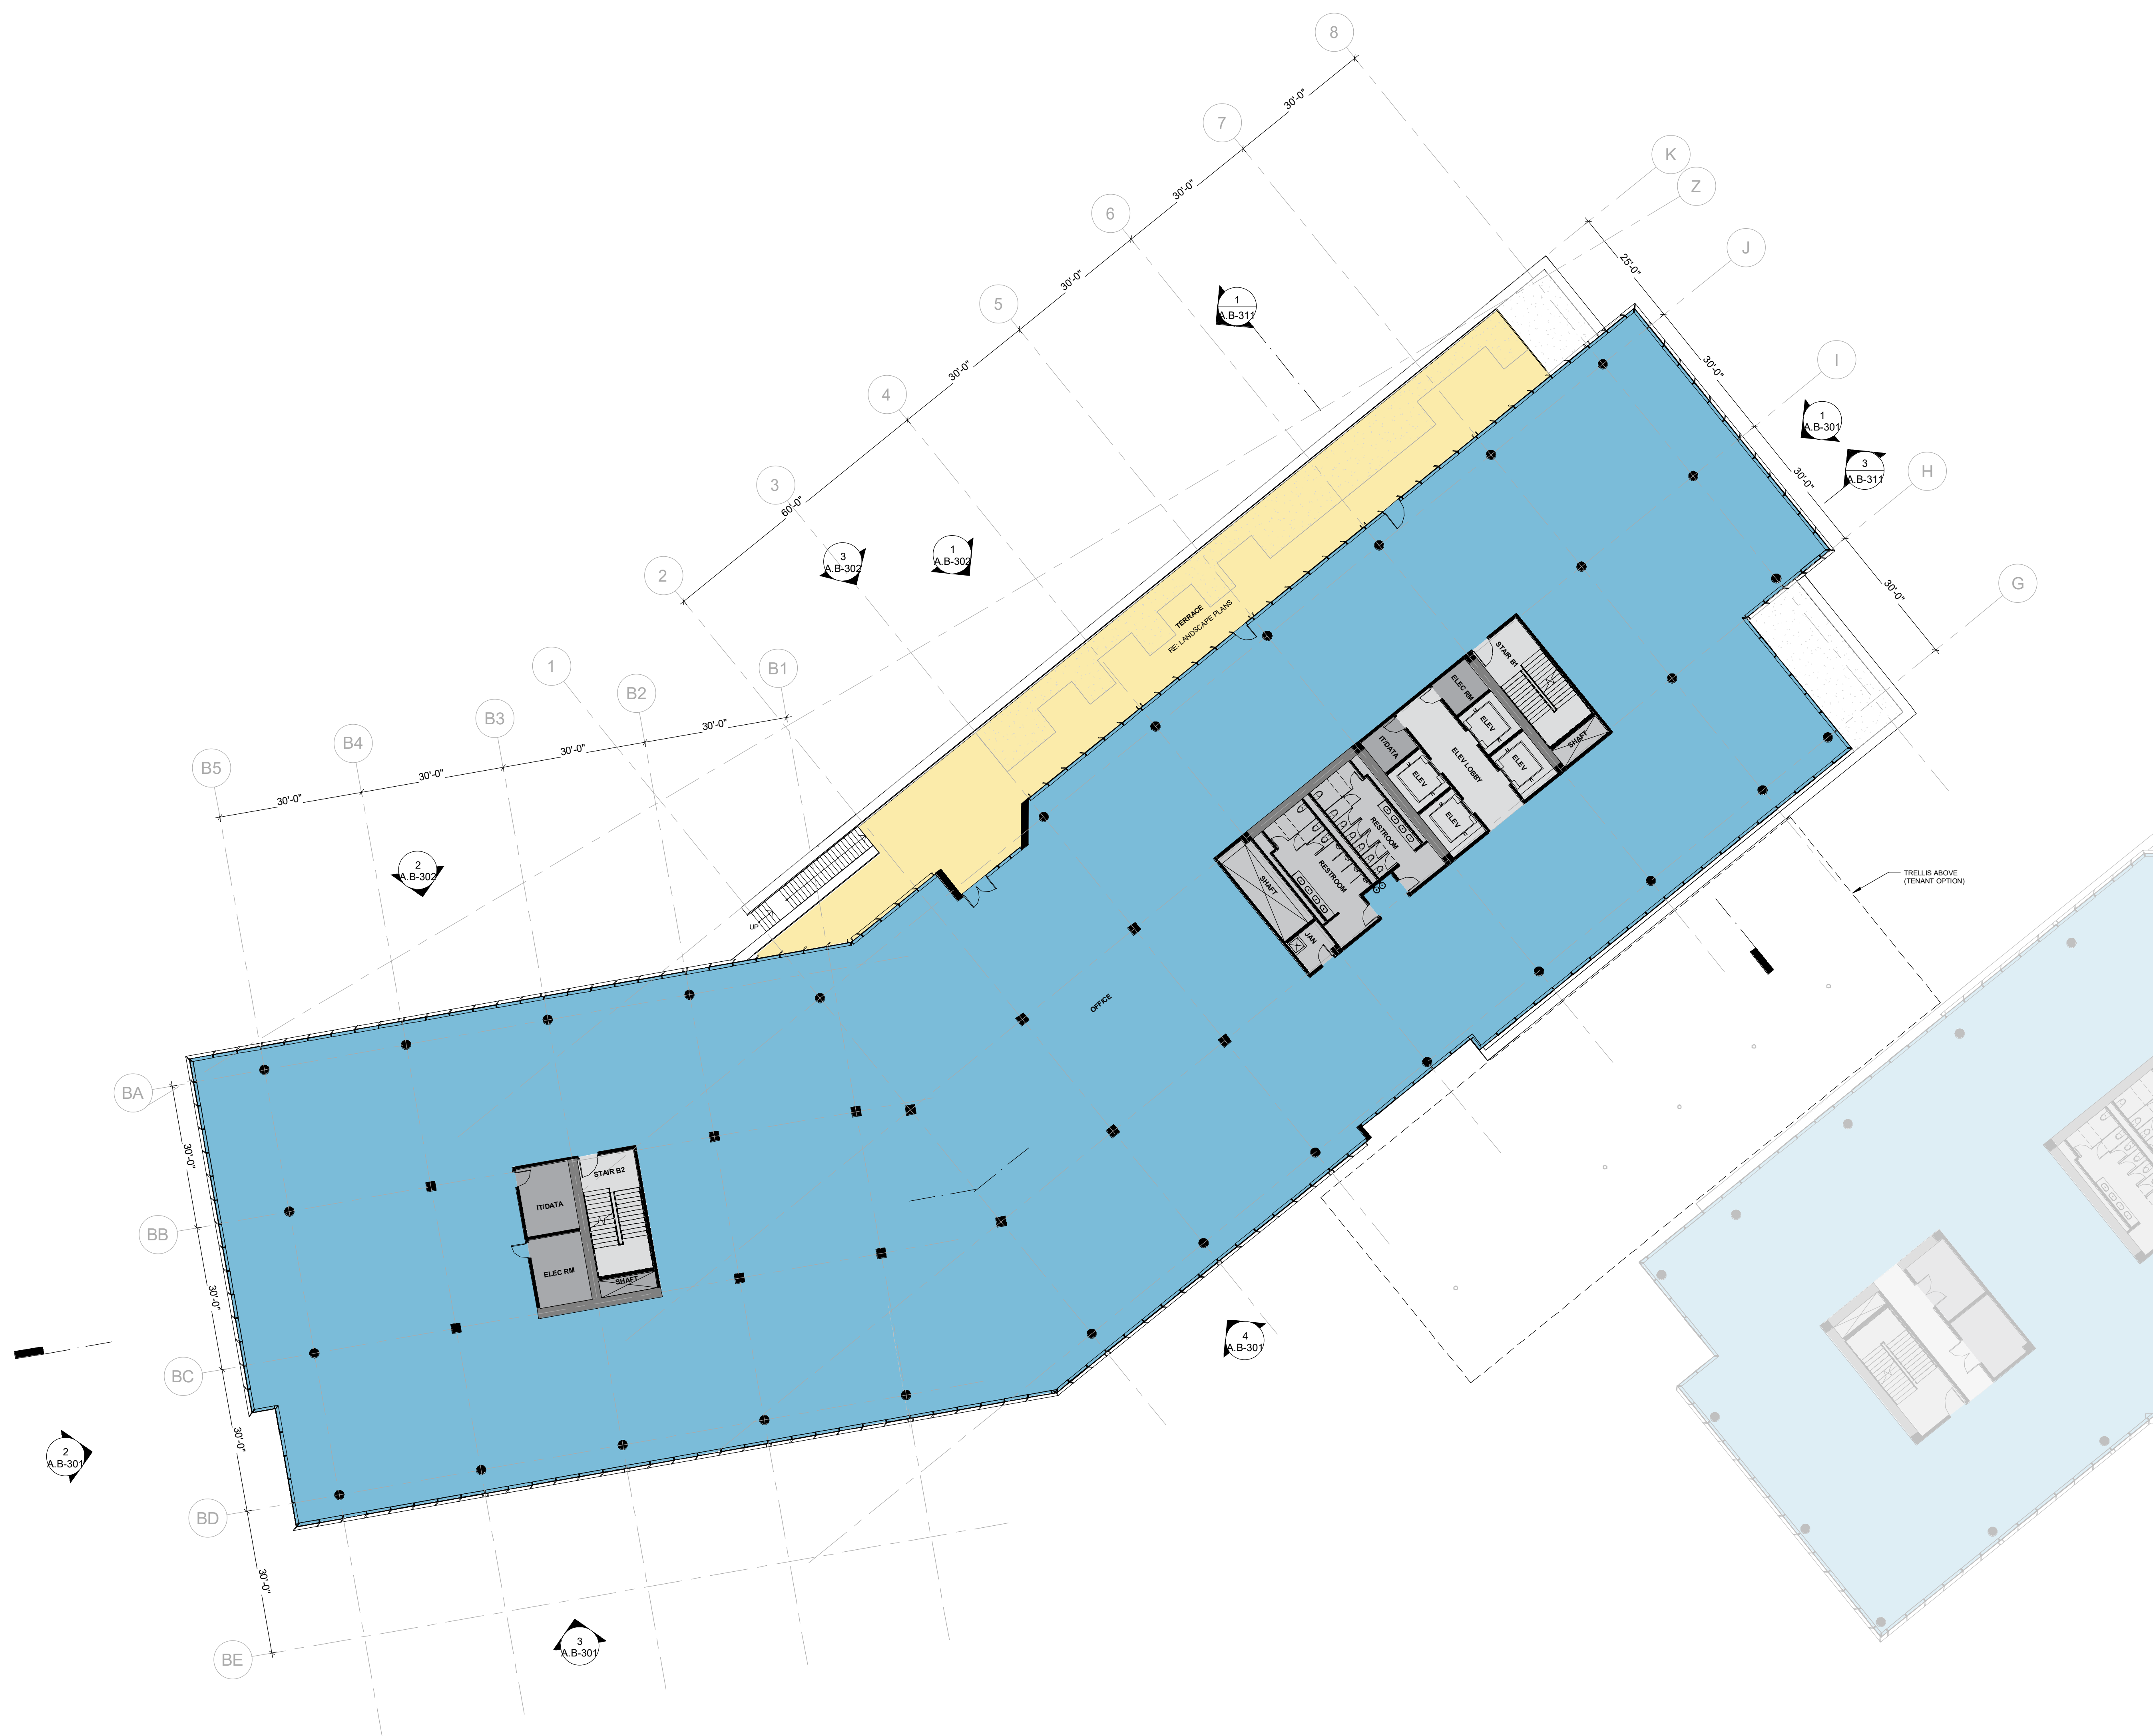 8
30'-0"
7
K
Z
30'-0"
6
25'-0"
J
30'-0"
5
1
A.B-311
30'-0"
I
30'-0"
4
1
A.B-301
3
A.B-311
30'-0"
H
3
60'-0"
3
A.B-302
1
A.B-302
2
30'-0"
G
TERRACE
RE: LANDSCAPE PLANS
1
B1
B2
B3
B4
B5
30'-0"
30'-0"
30'-0"
30'-0"
STAIR B1
ELEC RM
ELEV
SHAFT
IT/DATA
ELEV LOBBY
ELEV
ELEV
ELEV
RESTROOM
RESTROOM
SHAFT
JAN
2
A.B-302
UP
TRELLIS ABOVE
(TENANT OPTION)
OFFICE
BA
30'-0"
STAIR B2
IT/DATA
BB
ELEC RM
SHAFT
30'-0"
4
A.B-301
BC
30'-0"
2
A.B-301
BD
30'-0"
3
A.B-301
BE